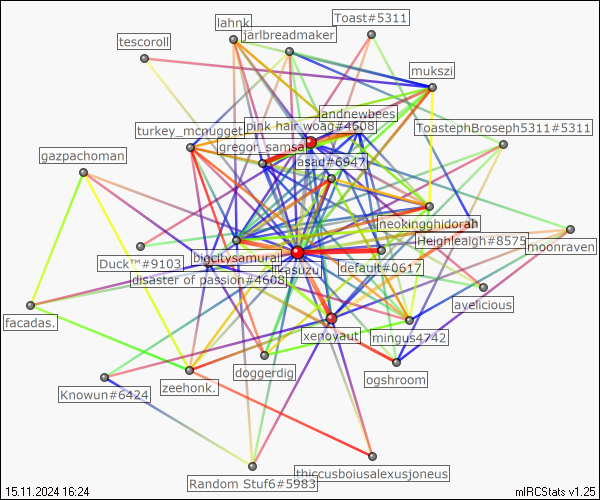 lahnk
Toast#5311
jarlbreadmaker
tescoroll
mukszi
landnewbees
pink hair woag#4608
ToastephBroseph5311#5311
turkey_mcnugget
gregor_samsa
gazpachoman
asad#6947
neokingghidorah
Heighleaigh#8575
moonraven
bigcitysamurai
Duck™#9103
kasuzu
default#0617
disaster of passion#4608
avelicious
facadas.
xenoyaut
mingus4742
doggerdig
ogshroom
zeehonk.
Knowun#6424
thiccusboiusalexusjoneus
Random Stuf6#5983
15.11.2024 16:24
mIRCStats v1.25